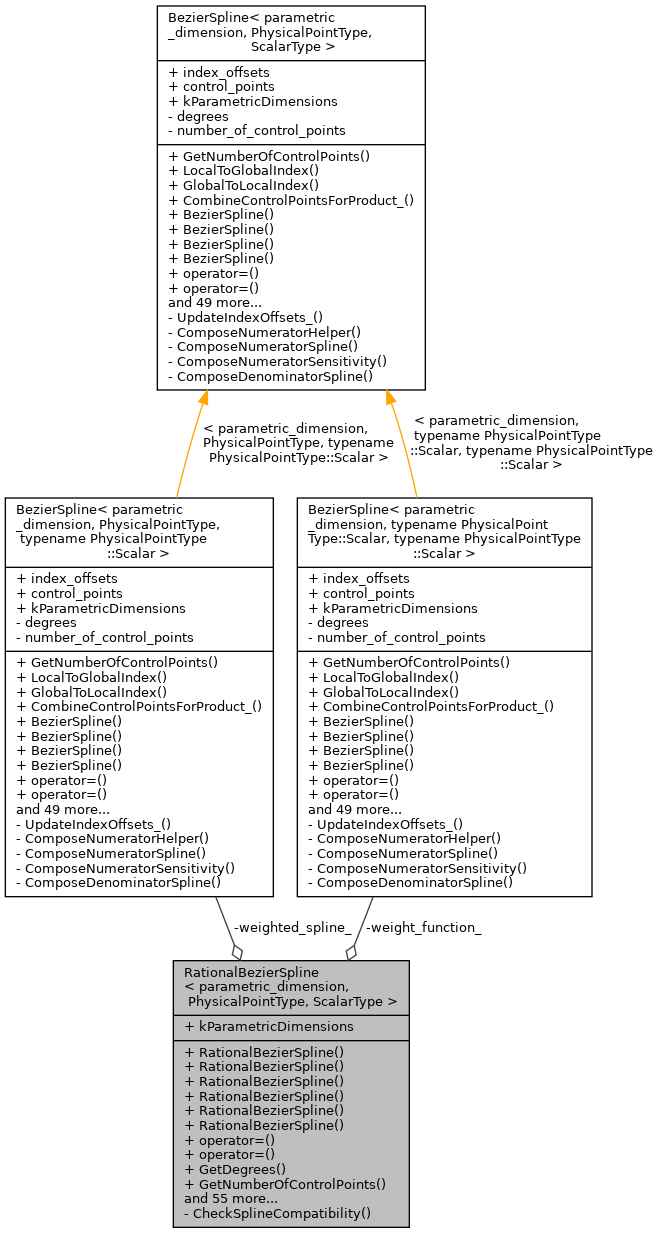 BezierSpline< parametric
_dimension, PhysicalPointType,
ScalarType >
+ index_offsets
+ control_points
+ kParametricDimensions
- degrees
- number_of_control_points
+ GetNumberOfControlPoints()
+ LocalToGlobalIndex()
+ GlobalToLocalIndex()
+ CombineControlPointsForProduct_()
+ BezierSpline()
+ BezierSpline()
+ BezierSpline()
+ BezierSpline()
+ operator=()
+ operator=()
and 49 more...
- UpdateIndexOffsets_()
- ComposeNumeratorHelper()
- ComposeNumeratorSpline()
- ComposeNumeratorSensitivity()
- ComposeDenominatorSpline()
< parametric_dimension,
PhysicalPointType, typename
PhysicalPointType::Scalar >
< parametric_dimension,
typename PhysicalPointType
::Scalar, typename PhysicalPointType
::Scalar >
BezierSpline< parametric
_dimension, PhysicalPointType,
typename PhysicalPointType
::Scalar >
+ index_offsets
+ control_points
+ kParametricDimensions
- degrees
- number_of_control_points
+ GetNumberOfControlPoints()
+ LocalToGlobalIndex()
+ GlobalToLocalIndex()
+ CombineControlPointsForProduct_()
+ BezierSpline()
+ BezierSpline()
+ BezierSpline()
+ BezierSpline()
+ operator=()
+ operator=()
and 49 more...
- UpdateIndexOffsets_()
- ComposeNumeratorHelper()
- ComposeNumeratorSpline()
- ComposeNumeratorSensitivity()
- ComposeDenominatorSpline()
BezierSpline< parametric
_dimension, typename PhysicalPoint
Type::Scalar, typename PhysicalPointType
::Scalar >
+ index_offsets
+ control_points
+ kParametricDimensions
- degrees
- number_of_control_points
+ GetNumberOfControlPoints()
+ LocalToGlobalIndex()
+ GlobalToLocalIndex()
+ CombineControlPointsForProduct_()
+ BezierSpline()
+ BezierSpline()
+ BezierSpline()
+ BezierSpline()
+ operator=()
+ operator=()
and 49 more...
- UpdateIndexOffsets_()
- ComposeNumeratorHelper()
- ComposeNumeratorSpline()
- ComposeNumeratorSensitivity()
- ComposeDenominatorSpline()
-weighted_spline_
-weight_function_
RationalBezierSpline
< parametric_dimension,
PhysicalPointType, ScalarType >
+ kParametricDimensions
+ RationalBezierSpline()
+ RationalBezierSpline()
+ RationalBezierSpline()
+ RationalBezierSpline()
+ RationalBezierSpline()
+ RationalBezierSpline()
+ operator=()
+ operator=()
+ GetDegrees()
+ GetNumberOfControlPoints()
and 55 more...
- CheckSplineCompatibility()